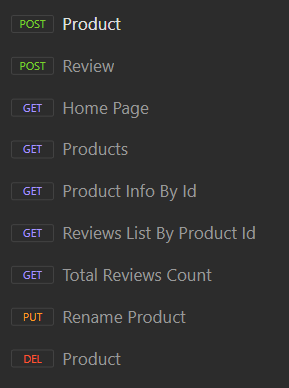 POST Product
POST Review
GET Home Page
GET Products
GET Product Info By Id
GET Reviews List By Product Id
GET Total Reviews Count
PUT Rename Product
DEL Product